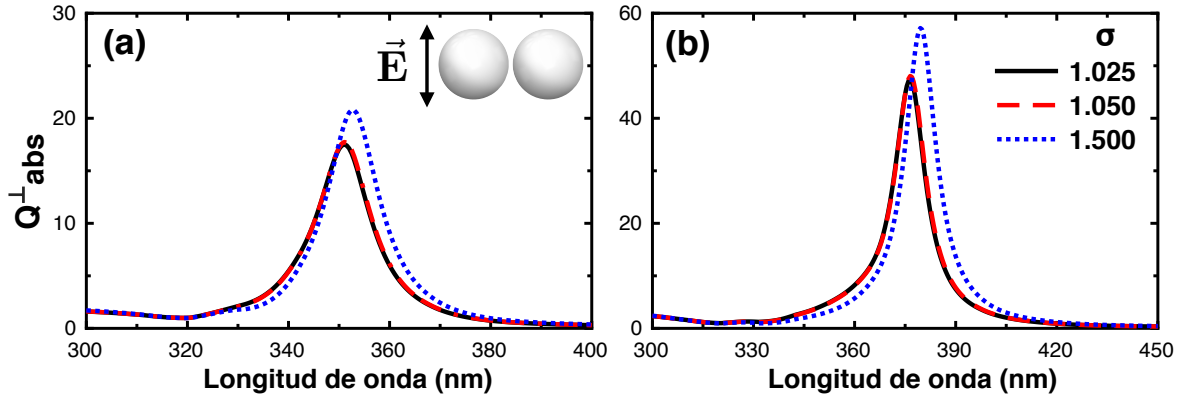 (a)
E
30
20
10
0
Q⊥abs
300 320 340 360 380 400
Longitud de onda (nm)
(b)
σ
1.025
1.050
1.500
60
40
20
0
300 330 360 390 420 450
Longitud de onda (nm)